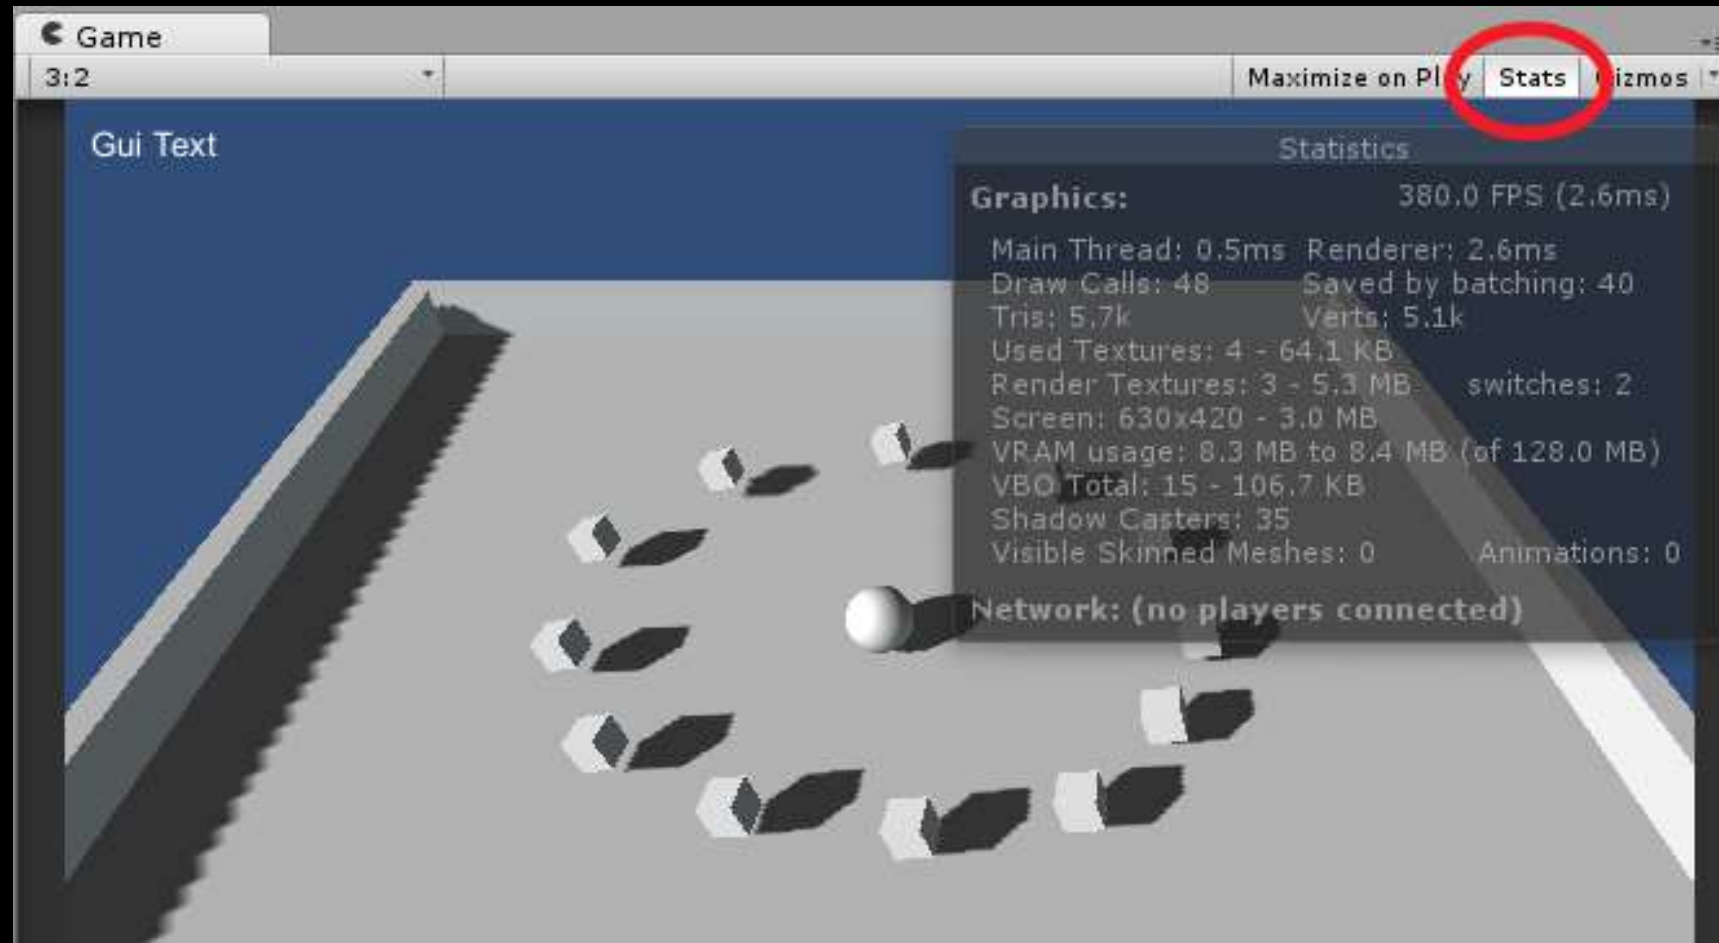 Game
3:2 Maximize on Play Stats Gizmos
Gui Text
Statistics
Graphics: 380.0 FPS (2.6ms)
Main Thread: 0.5ms Renderer: 2.6ms
Draw Calls: 48 Saved by batching: 40
Tris: 5.7k Verts: 5.1k
Used Textures: 4 - 64.1 KB
Render Textures: 3 - 5.3 MB switches: 2
Screen: 630x420 - 3.0 MB
VRAM usage: 8.3 MB to 8.4 MB (of 128.0 MB)
VBO Total: 15 - 106.7 KB
Shadow Casters: 35
Visible Skinned Meshes: 0 Animations: 0
Network: (no players connected)